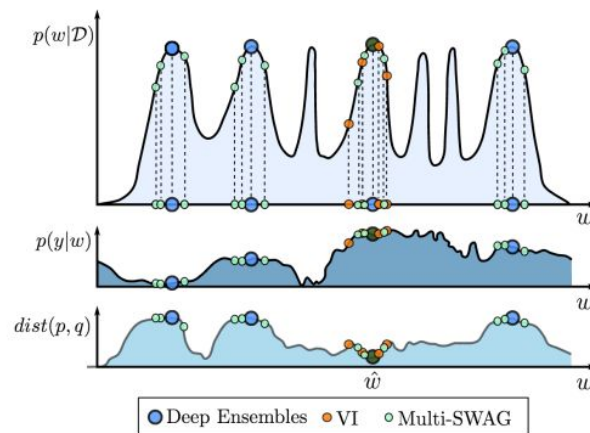 p(w|𝒟)
w
p(y|w)
w
dist(p, q)
ŵ
w
Deep Ensembles VI Multi-SWAG